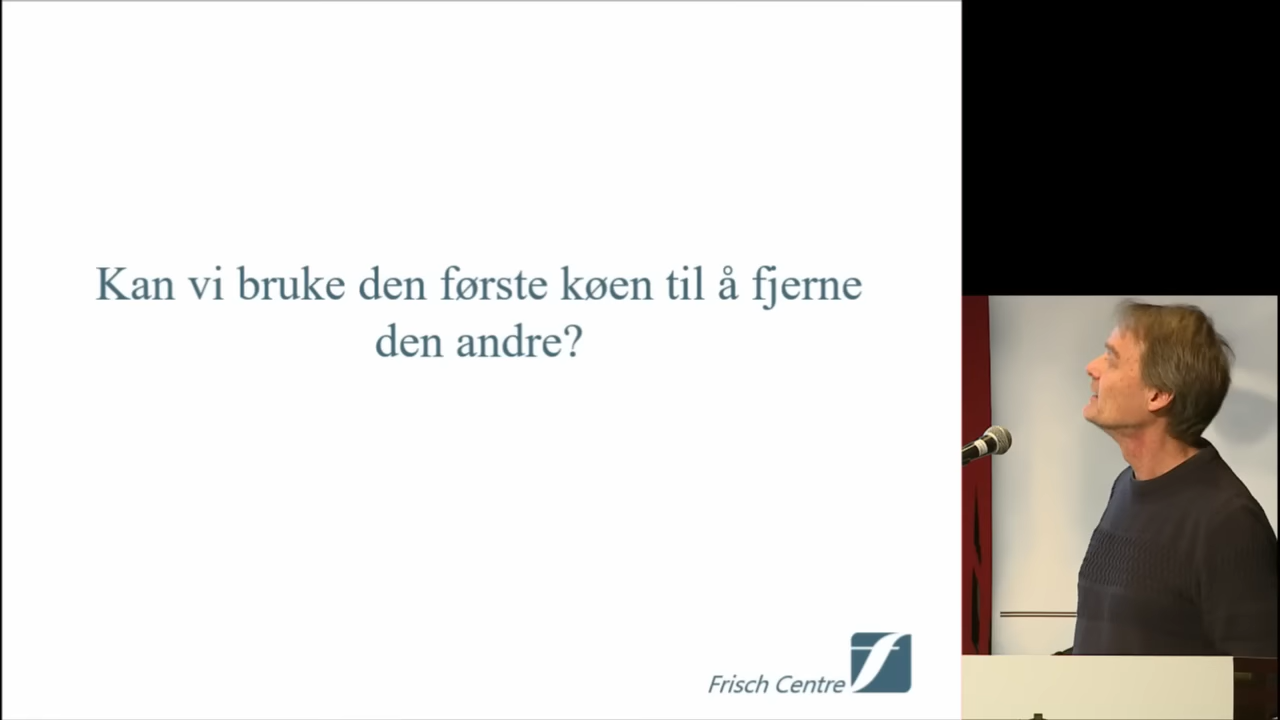 Kan vi bruke den første køen til å fjerne
den andre?
Frisch Centre